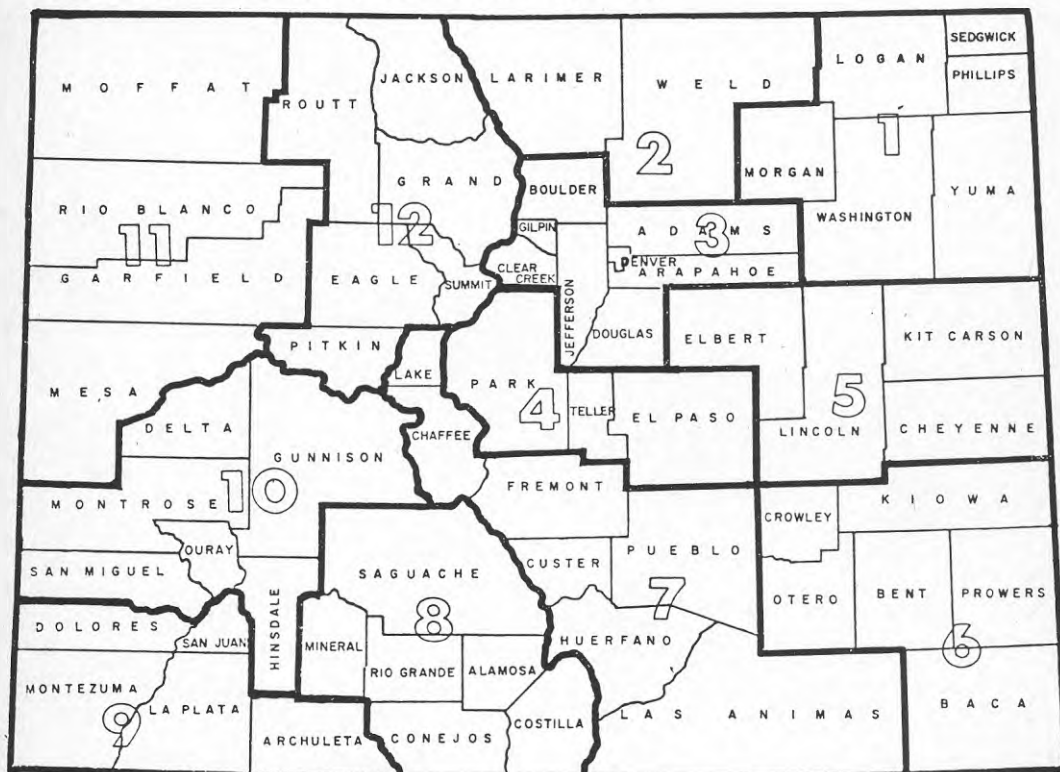 MOFFAT
ROUTT
JACKSON
LARIMER
WELD
LOGAN
SEDGWICK
PHILLIPS
1
2
MORGAN
WASHINGTON
YUMA
RIO BLANCO
11
GRAND
12
BOULDER
GILPIN
CLEAR
CREEK
ADAMS
3
DENVER
ARAPAHOE
GARFIELD
EAGLE
SUMMIT
JEFFERSON
DOUGLAS
ELBERT
KIT CARSON
PITKIN
LAKE
PARK
4
TELLER
EL PASO
5
LINCOLN
CHEYENNE
MESA
DELTA
GUNNISON
CHAFFEE
10
MONTROSE
FREMONT
CROWLEY
KIOWA
OURAY
SAN MIGUEL
SAGUACHE
CUSTER
PUEBLO
7
OTERO
BENT
PROWERS
6
DOLORES
SAN JUAN
HINSDALE
MINERAL
8
RIO GRANDE
ALAMOSA
HUERFANO
MONTEZUMA
9
LA PLATA
ARCHULETA
CONEJOS
COSTILLA
LAS ANIMAS
BACA